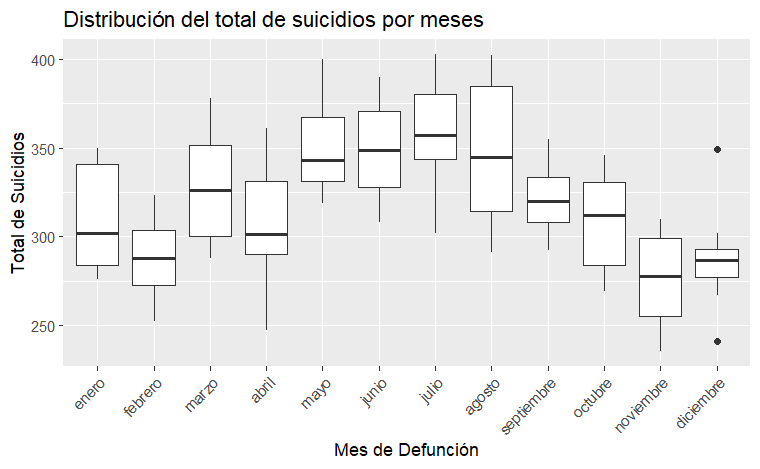 Distribución del total de suicidios por meses
Total de Suicidios
400
350
300
250
enero
febrero
marzo
abril
mayo
junio
julio
agosto
septiembre
octubre
noviembre
diciembre
Mes de Defunción